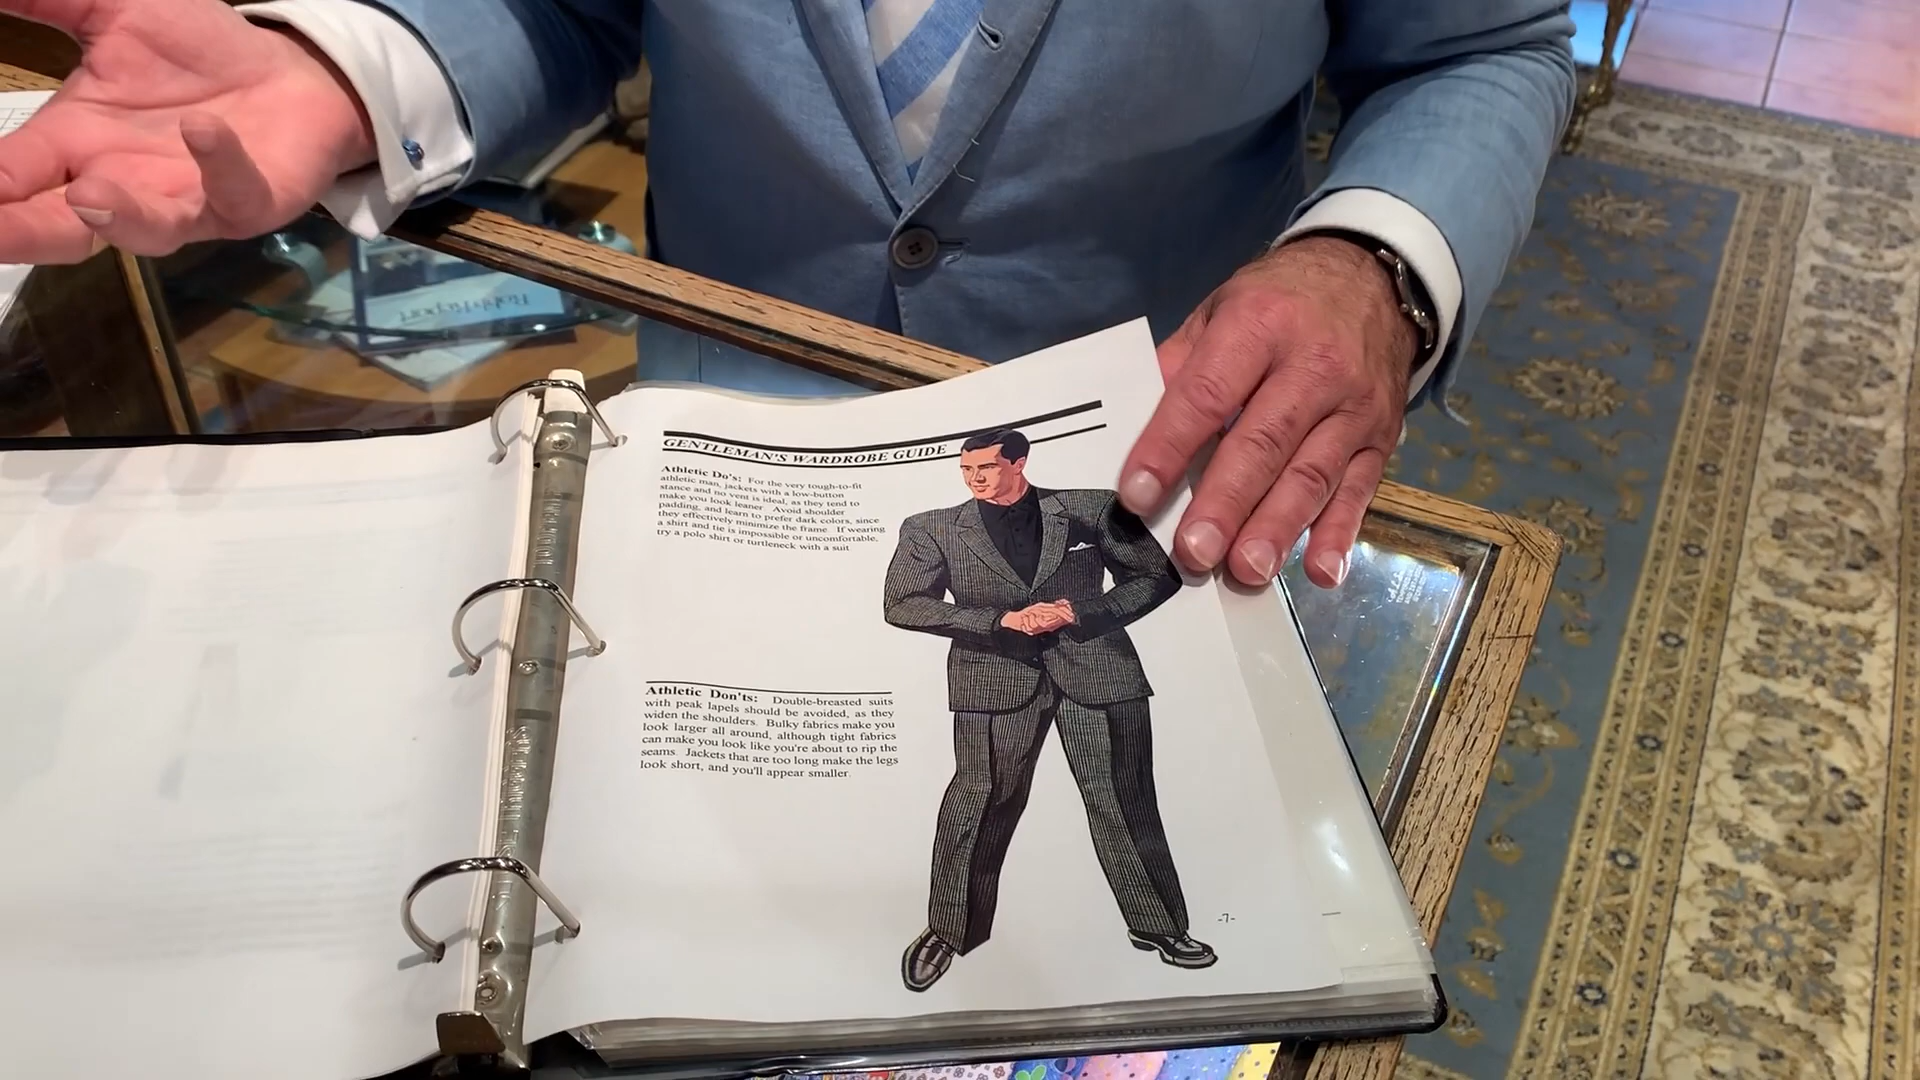 GENTLEMAN'S WARDROBE GUIDE
Athletic Do's: For the very tough-to-fit
athletic man, jackets with a low-button
stance and no vent is ideal, as they tend to
make you look leaner Avoid shoulder
padding, and learn to prefer dark colors, since
they effectively minimize the frame. If wearing
a shirt and tie is impossible or uncomfortable,
try a polo shirt or turtleneck with a suit
Athletic Don'ts: Double-breasted suits
with peak lapels should be avoided, as they
widen the shoulders. Bulky fabrics make you
look larger all around, although tight fabrics
can make you look like you're about to rip the
seams. Jackets that are too long make the legs
look short, and you'll appear smaller.
-7-
Robb Report